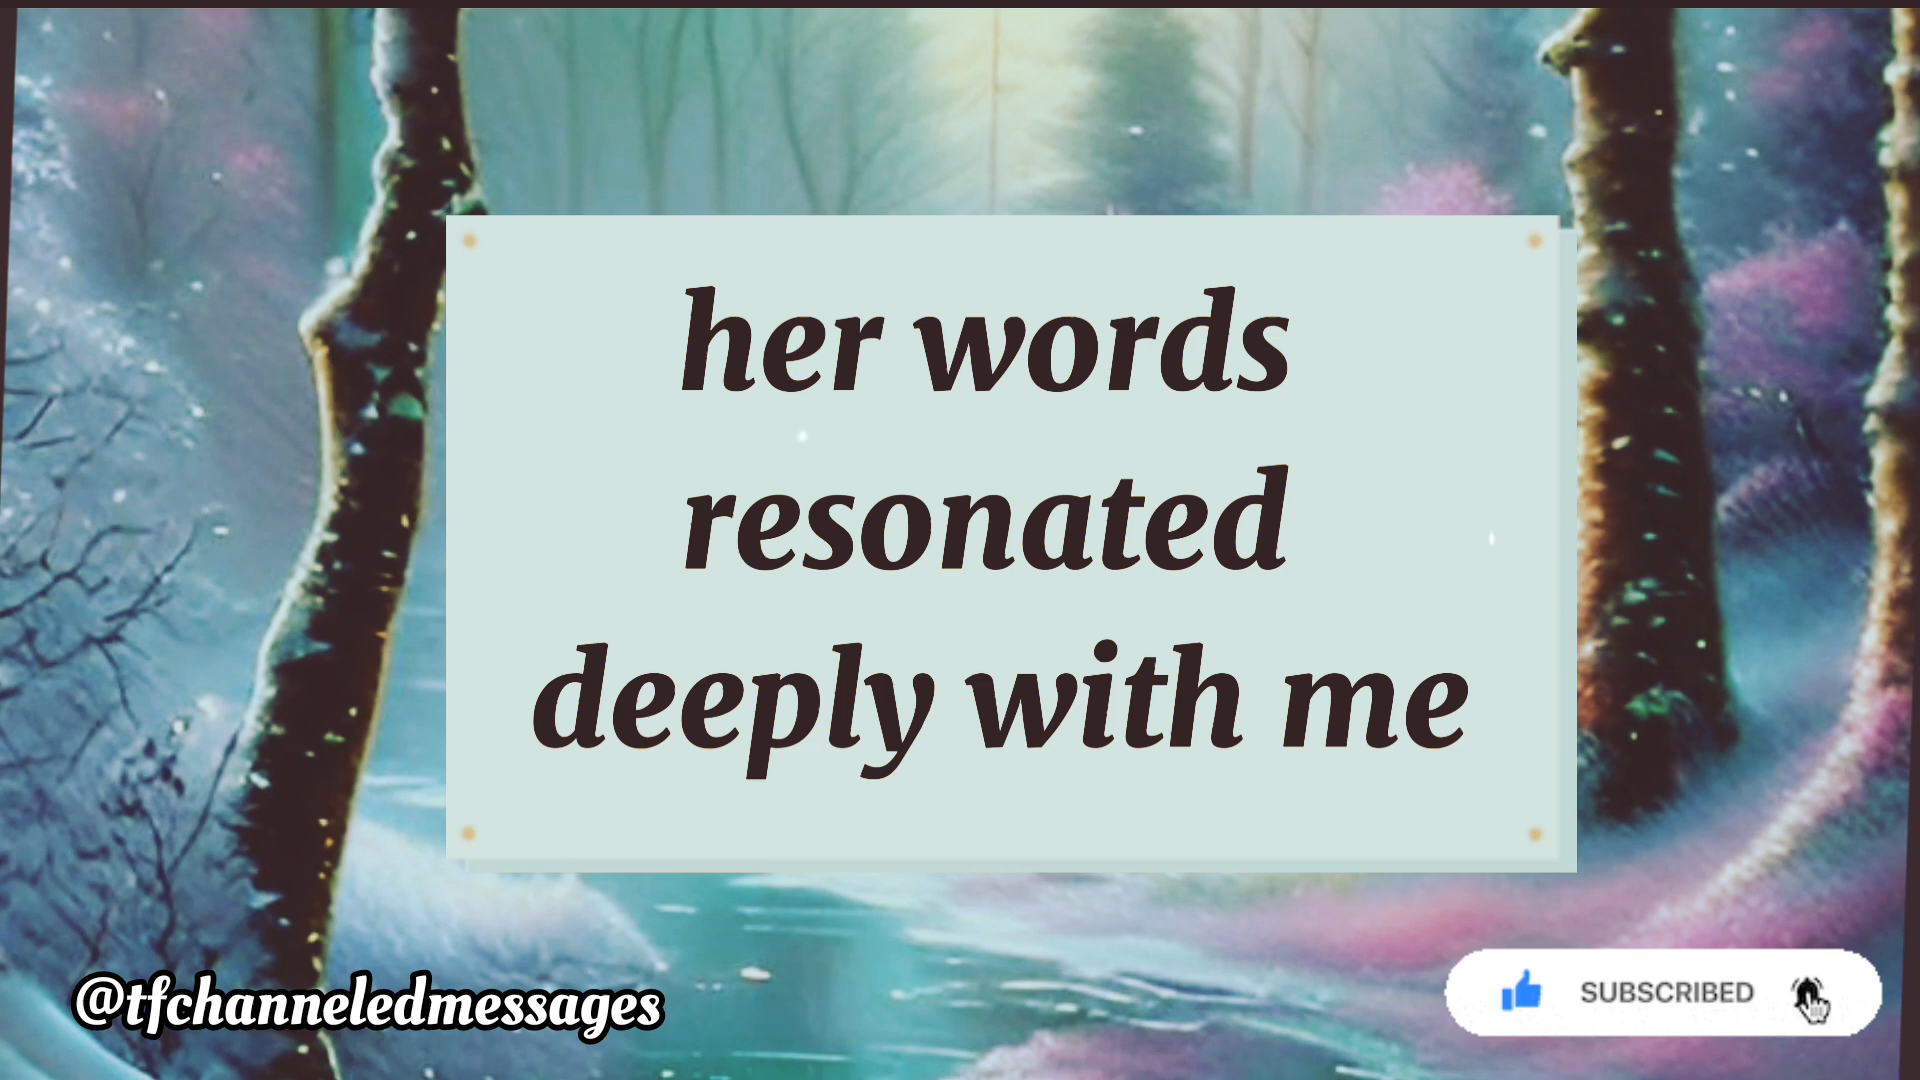 her words
resonated
deeply with me
@tfchanneledmessages
SUBSCRIBED